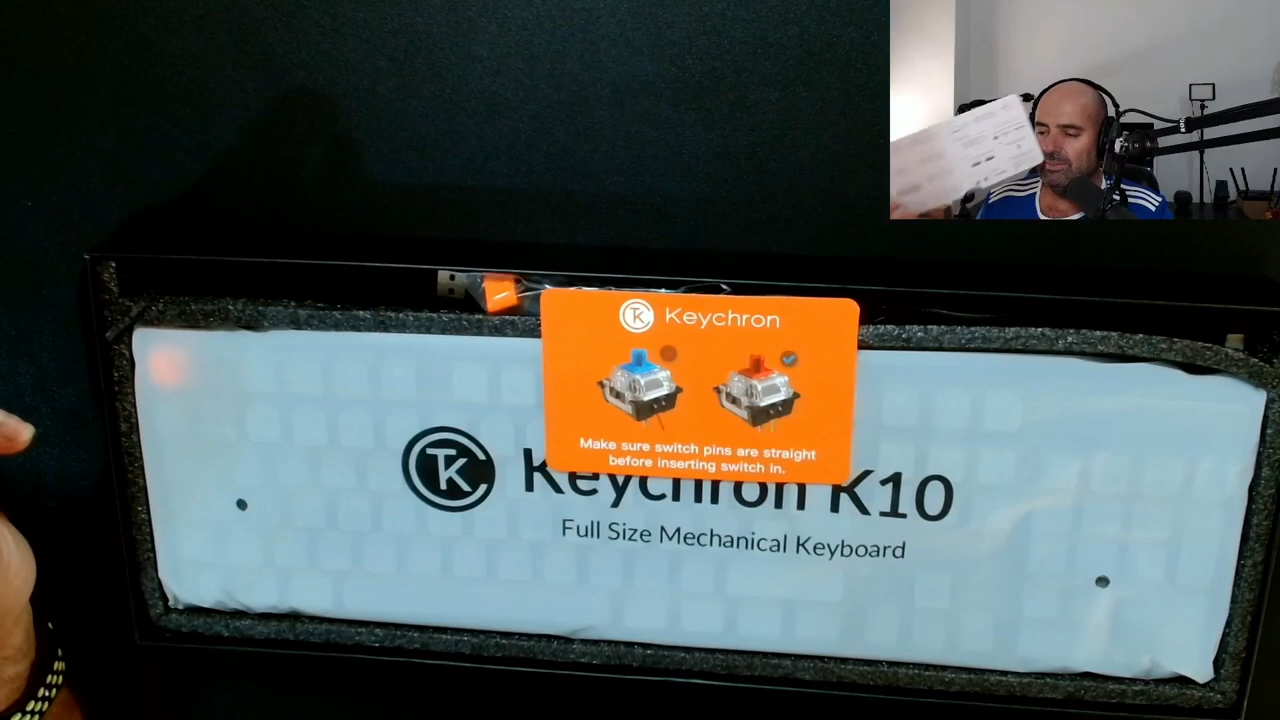 Keychron
Make sure switch pins are straight
before inserting switch in.
Keychron K10
Full Size Mechanical Keyboard